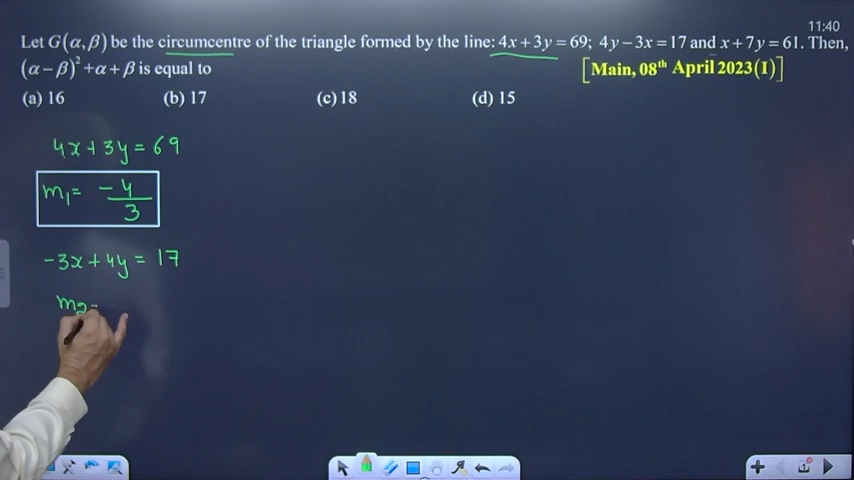 11:40
Let G(α, β) be the circumcentre of the triangle formed by the line: 4x + 3y = 69; 4y − 3x = 17 and x + 7y = 61. Then,
(α − β)² + α + β is equal to
[Main, 08th April 2023 (I)]
(a) 16 (b) 17 (c) 18 (d) 15
4x + 3y = 69
m₁ = −4/3
-3x + 4y = 17
m₂ =
1